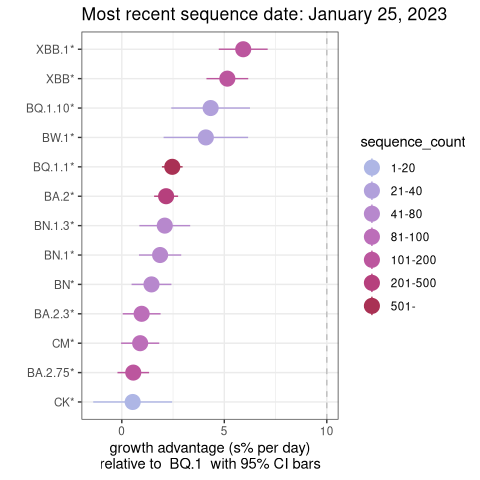 Most recent sequence date: January 25, 2023
XBB.1*
XBB*
BQ.1.10*
BW.1*
BQ.1.1*
BA.2*
BN.1.3*
BN.1*
BN*
BA.2.3*
CM*
BA.2.75*
CK*
0 5 10
growth advantage (s% per day)
relative to BQ.1 with 95% CI bars
sequence_count
1-20
21-40
41-80
81-100
101-200
201-500
501-